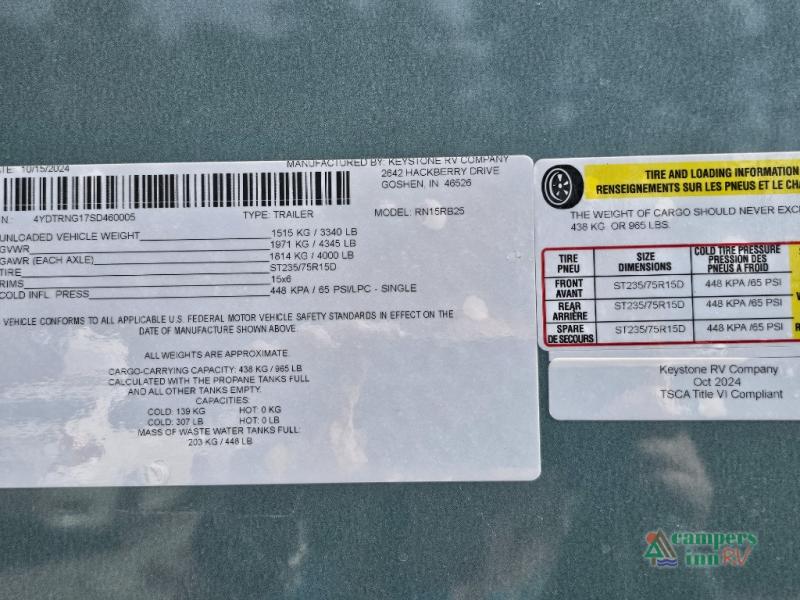 ATE: 10/15/2024
MANUFACTURED BY: KEYSTONE RV COMPANY
2642 HACKBERRY DRIVE
GOSHEN, IN 46526
N.: 4YDTRNG17SD460005 TYPE: TRAILER MODEL: RN15RB25
UNLOADED VEHICLE WEIGHT 1515 KG / 3340 LB
GVWR 1971 KG / 4345 LB
GAWR (EACH AXLE) 1814 KG / 4000 LB
TIRE ST235/75R15D
RIMS 15x6
COLD INFL. PRESS 448 KPA / 65 PSI/LPC - SINGLE
VEHICLE CONFORMS TO ALL APPLICABLE U.S. FEDERAL MOTOR VEHICLE SAFETY STANDARDS IN EFFECT ON THE
DATE OF MANUFACTURE SHOWN ABOVE.
ALL WEIGHTS ARE APPROXIMATE.
CARGO-CARRYING CAPACITY: 438 KG / 965 LB
CALCULATED WITH THE PROPANE TANKS FULL
AND ALL OTHER TANKS EMPTY.
CAPACITIES:
COLD: 139 KG HOT: 0 KG
COLD: 307 LB HOT: 0 LB
MASS OF WASTE WATER TANKS FULL:
203 KG / 448 LB
TIRE AND LOADING INFORMATION
RENSEIGNEMENTS SUR LES PNEUS ET LE CHA
THE WEIGHT OF CARGO SHOULD NEVER EXC
438 KG OR 965 LBS.
TIRE
PNEU
SIZE
DIMENSIONS
COLD TIRE PRESSURE
PRESSION DES
PNEUS A FROID
FRONT
AVANT
ST235/75R15D 448 KPA /65 PSI
REAR
ARRIÈRE
ST235/75R15D 448 KPA /65 PSI
SPARE
DE SECOURS
ST235/75R15D 448 KPA /65 PSI
Keystone RV Company
Oct 2024
TSCA Title VI Compliant
campers
inn RV